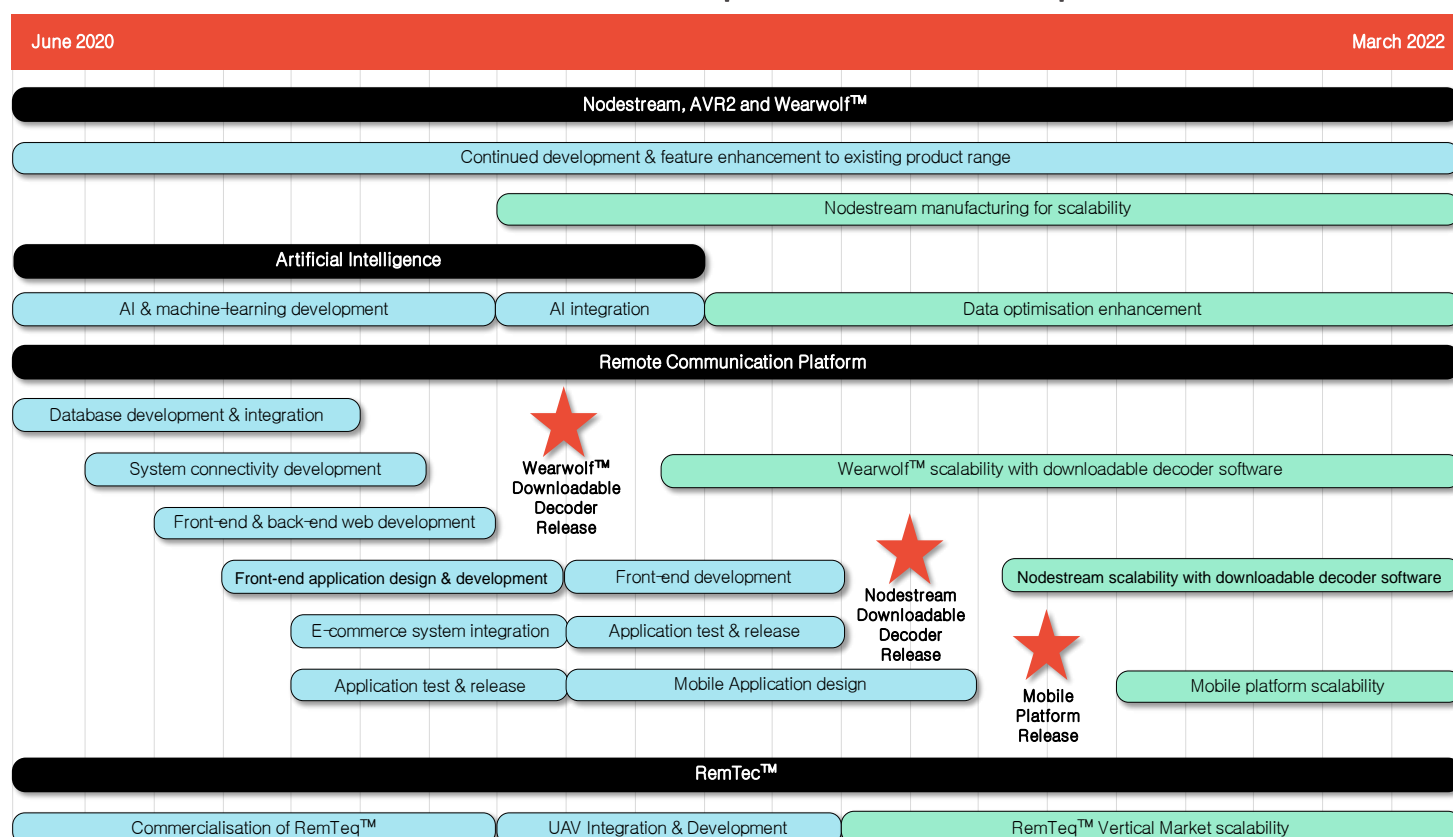 June 2020
March 2022
Nodestream, AVR2 and Wearwolf™
Continued development & feature enhancement to existing product range
Nodestream manufacturing for scalability
Artificial Intelligence
AI & machine-learning development
AI integration
Data optimisation enhancement
Remote Communication Platform
Database development & integration
System connectivity development
Wearwolf™
Downloadable
Decoder
Release
Wearwolf™ scalability with downloadable decoder software
Front-end & back-end web development
Front-end application design & development
Front-end development
Nodestream
Downloadable
Decoder
Release
Nodestream scalability with downloadable decoder software
E-commerce system integration
Application test & release
Application test & release
Mobile Application design
Mobile
Platform
Release
Mobile platform scalability
RemTec™
Commercialisation of RemTeq™
UAV Integration & Development
RemTeq™ Vertical Market scalability